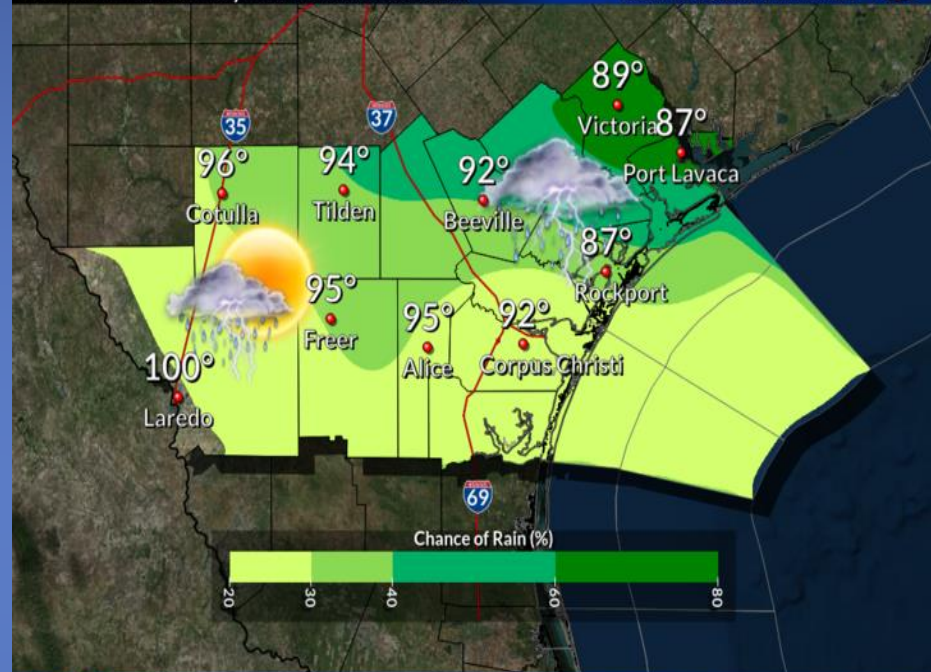 89°
Victoria
87°
Port Lavaca
35
37
96°
Cotulla
94°
Tilden
92°
Beeville
87°
Rockport
95°
Freer
95°
Alice
92°
Corpus Christi
100°
Laredo
69
Chance of Rain (%)
20
30
40
60
80